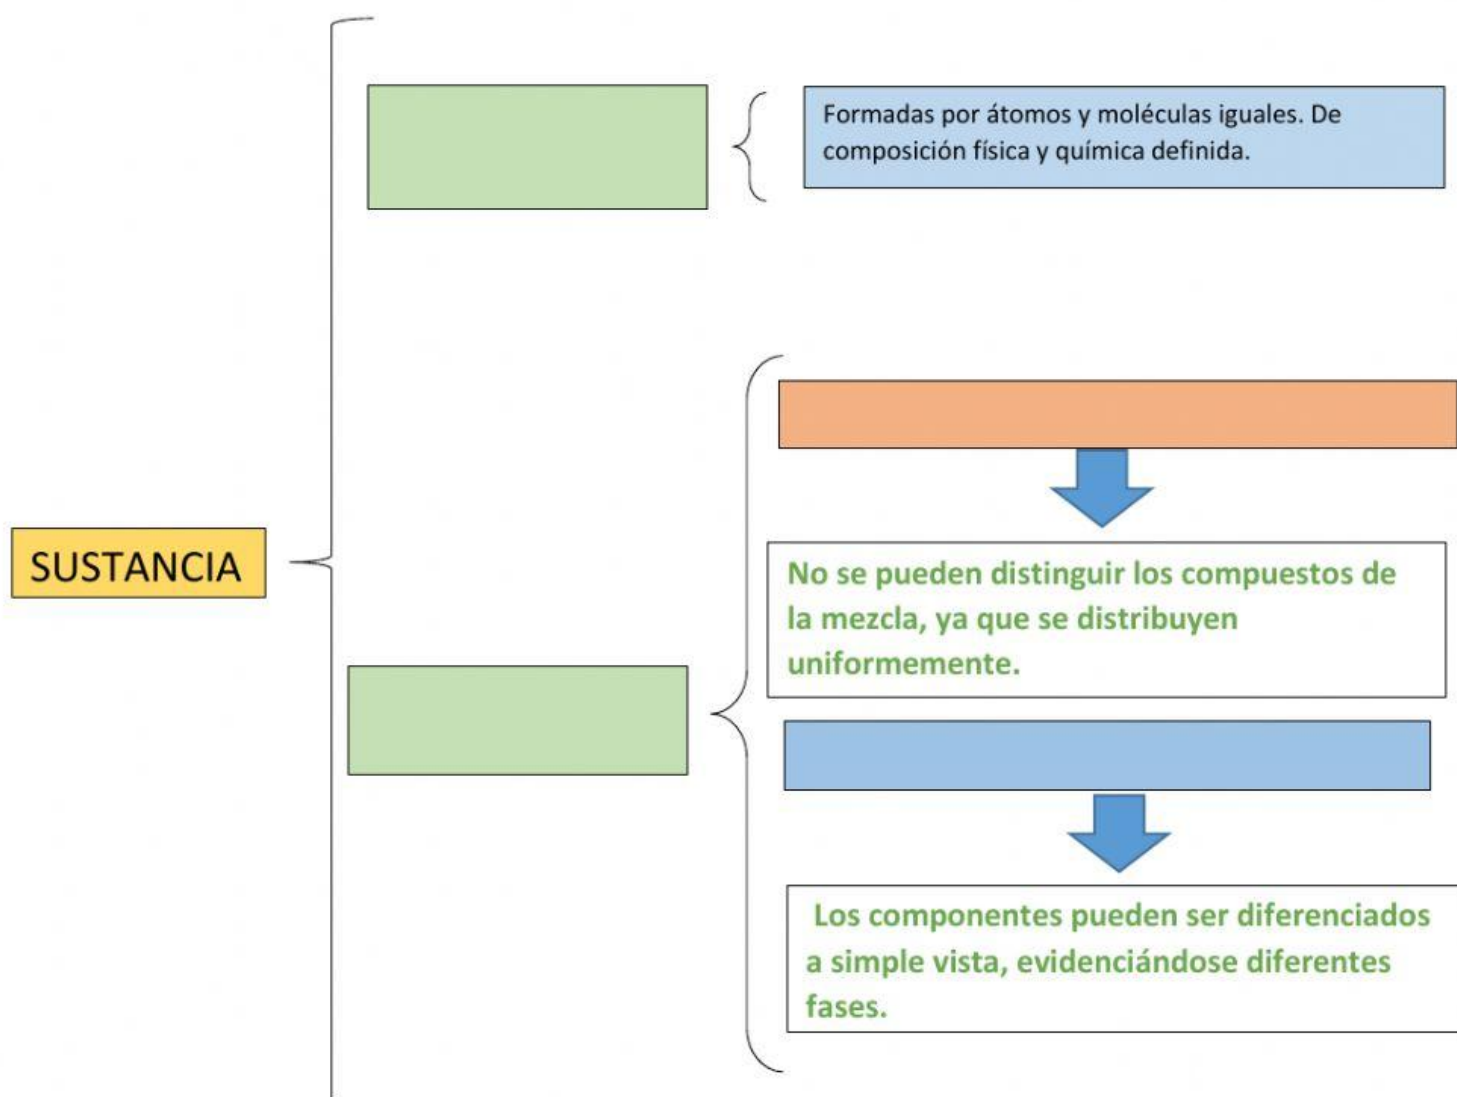 Formadas por átomos y moléculas iguales. De
composición física y química definida.
SUSTANCIA
No se pueden distinguir los compuestos de
la mezcla, ya que se distribuyen
uniformemente.
Los componentes pueden ser diferenciados
a simple vista, evidenciándose diferentes
fases.